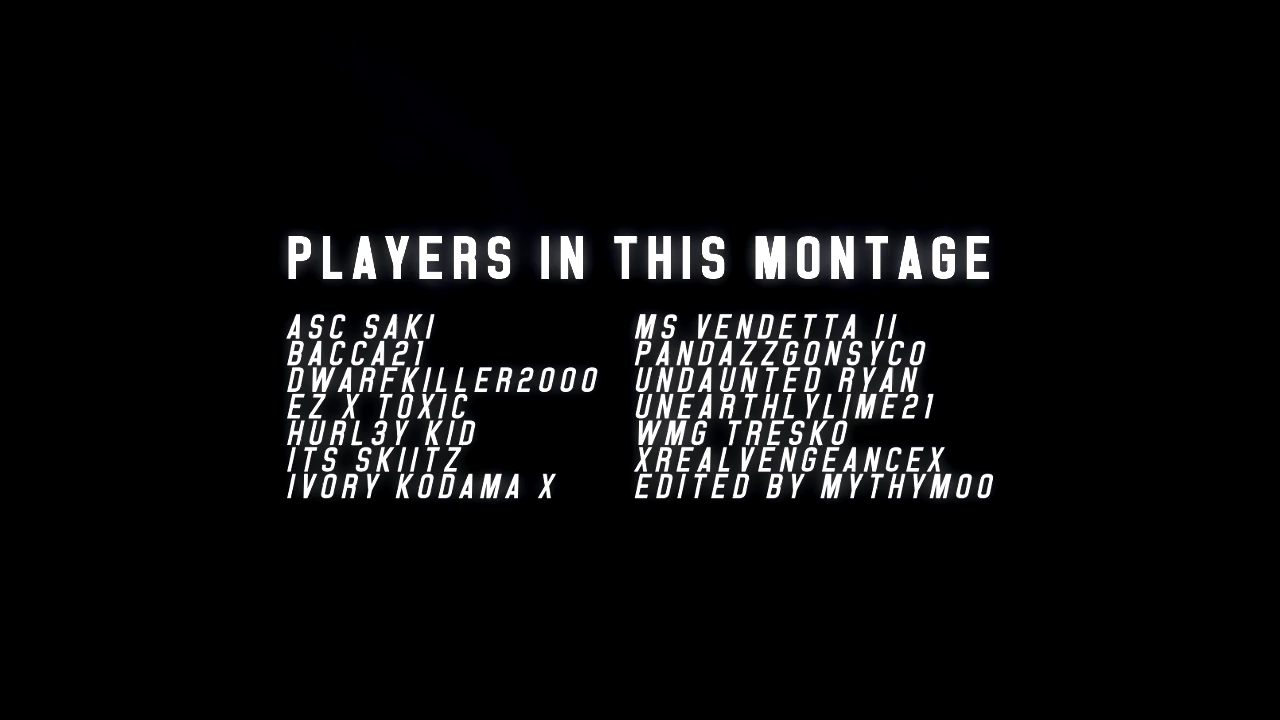 PLAYERS IN THIS MONTAGE
ASC SAKI
BACCA21
DWARFKILLER2000
EZ X TOXIC
HURL3Y KID
ITS SKIITZ
IVORY KODAMA X
MS VENDETTA II
PANDAZZGONSYCO
UNDAUNTED RYAN
UNEARTHLYLIME21
WMG TRESKO
XREALVENGEANCEX
EDITED BY MYTHYMOO